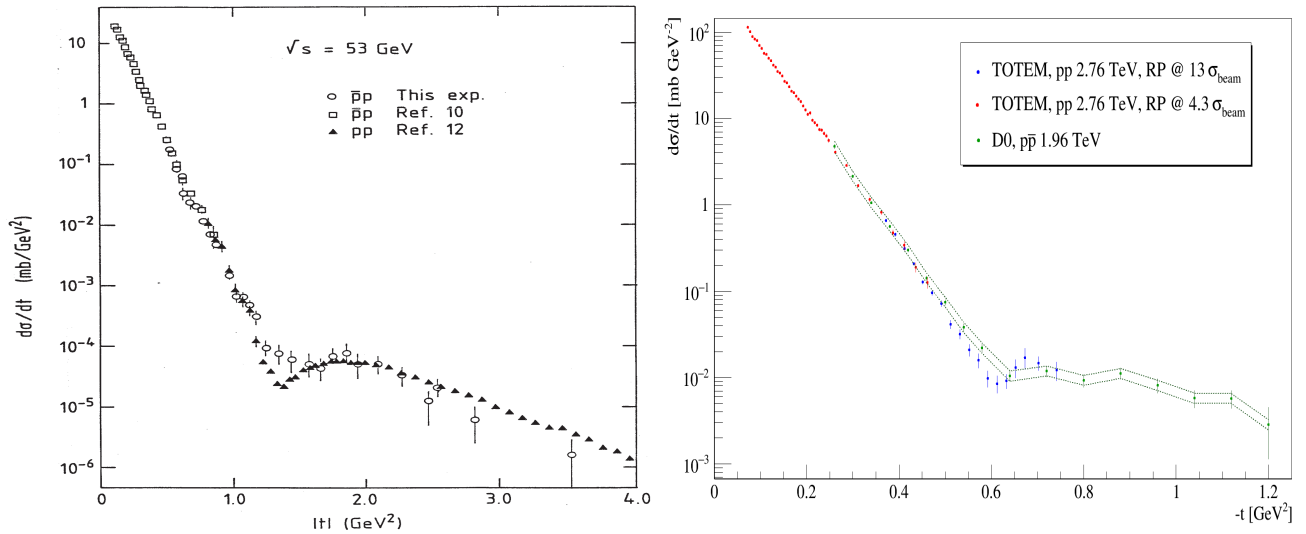 √s = 53 GeV
p̄p This exp.
p̄p Ref. 10
pp Ref. 12
10
1
10⁻¹
10⁻²
10⁻³
10⁻⁴
10⁻⁵
10⁻⁶
dσ/dt (mb/GeV²)
0
1.0
2.0
3.0
4.0
|t| (GeV²)
dσ/dt [mb GeV⁻²]
10²
10
1
10⁻¹
10⁻²
10⁻³
TOTEM, pp 2.76 TeV, RP @ 13 σbeam
TOTEM, pp 2.76 TeV, RP @ 4.3 σbeam
D0, pp̄ 1.96 TeV
0
0.2
0.4
0.6
0.8
1
1.2
-t [GeV²]